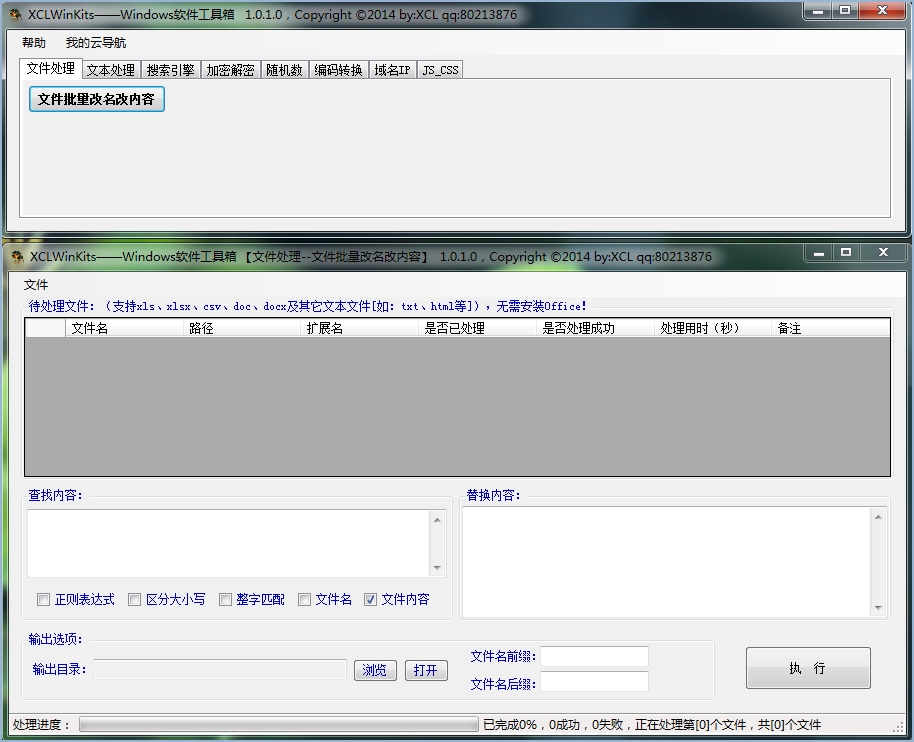 XCLWinKits——Windows软件工具箱 1.0.1.0，Copyright ©2014 by:XCL qq:80213876
帮助 我的云导航
文件处理 文本处理 搜索引擎 加密解密 随机数 编码转换 域名IP JS_CSS
文件批量改名改内容
XCLWinKits——Windows软件工具箱 【文件处理--文件批量改名改内容】 1.0.1.0，Copyright ©2014 by:XCL qq:80213876
文件
待处理文件：（支持xls、xlsx、csv、doc、docx及其它文本文件[如：txt、html等]），无需安装Office！
文件名 路径 扩展名 是否已处理 是否处理成功 处理用时（秒） 备注
查找内容：
替换内容：
正则表达式 区分大小写 整字匹配 文件名 文件内容
输出选项：
输出目录： 浏览 打开
文件名前缀：
文件名后缀：
执 行
处理进度： 已完成0%，0成功，0失败，正在处理第[0]个文件，共[0]个文件